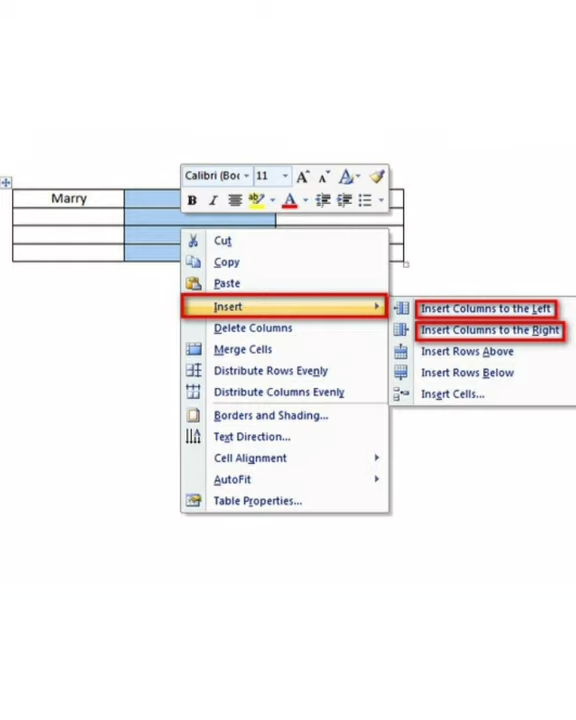 Calibri (Boc 11
Marry
B I
Cut
Copy
Paste
Insert
Delete Columns
Merge Cells
Distribute Rows Evenly
Distribute Columns Evenly
Borders and Shading...
Text Direction...
Cell Alignment
AutoFit
Table Properties...
Insert Columns to the Left
Insert Columns to the Right
Insert Rows Above
Insert Rows Below
Insert Cells...